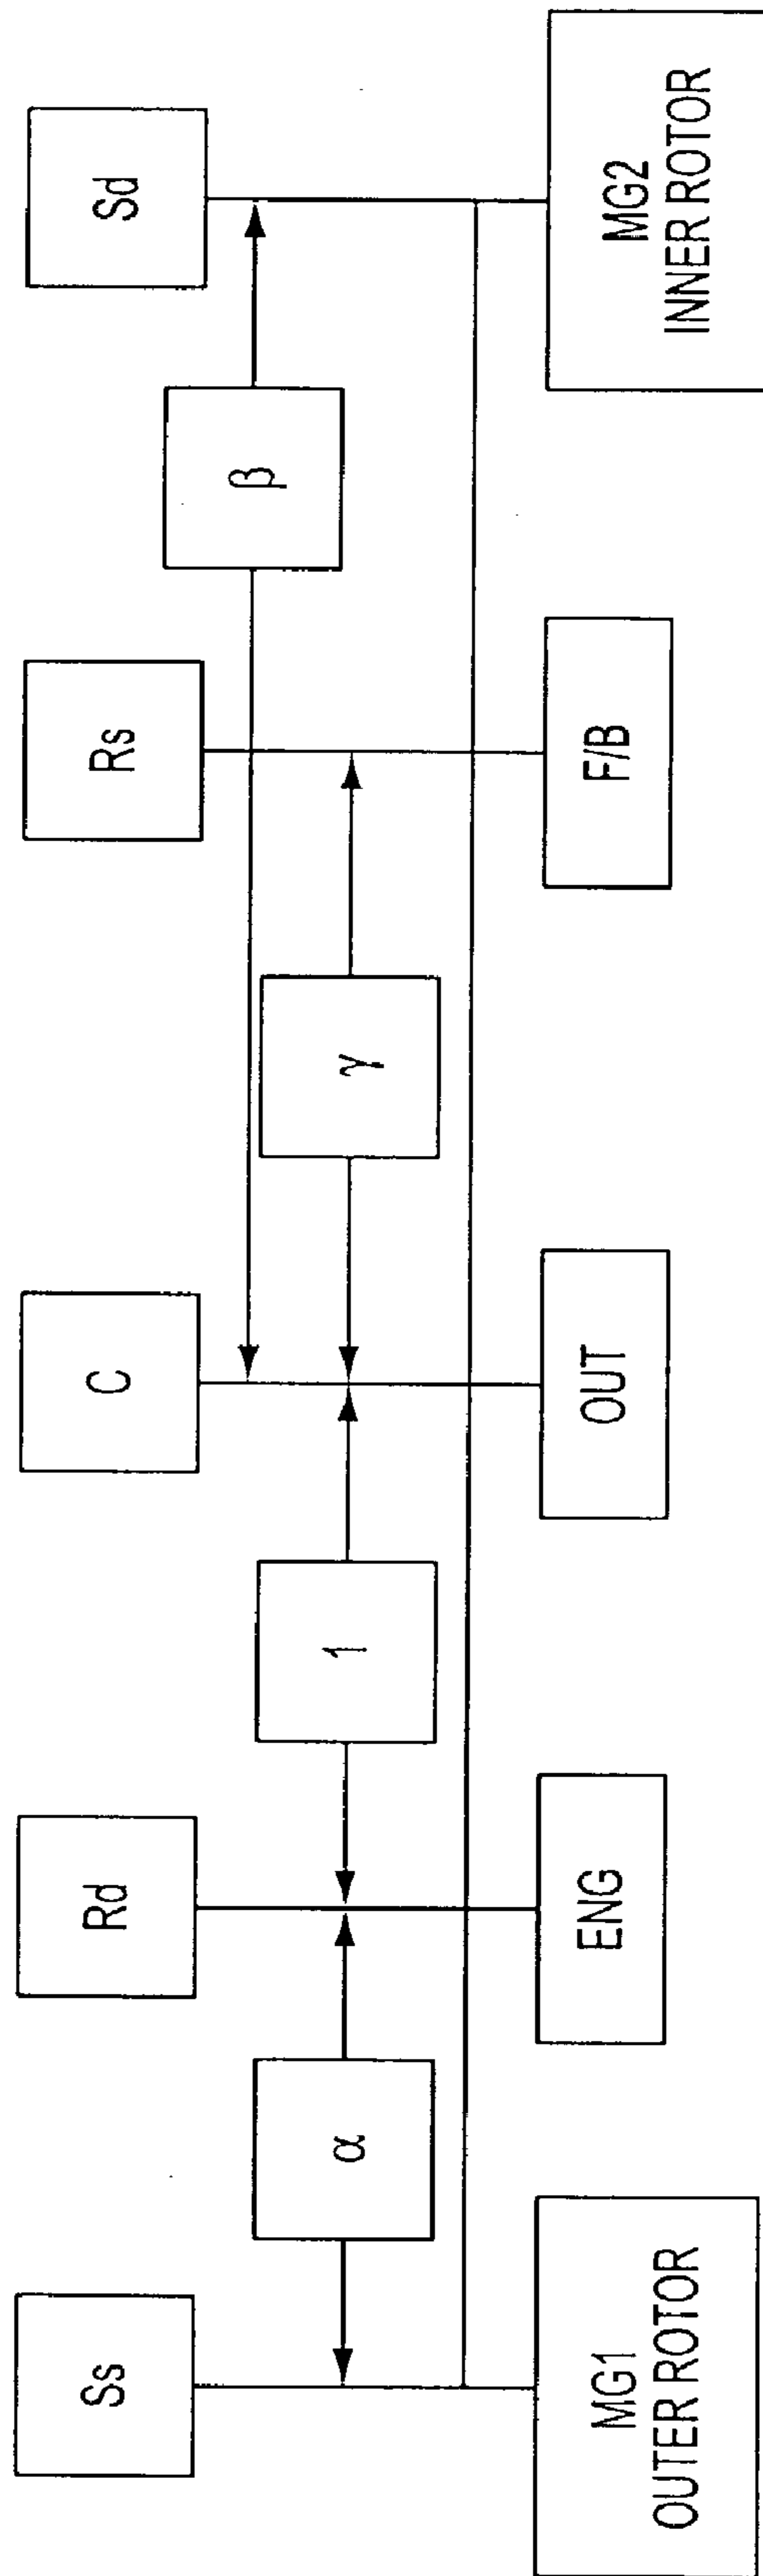 Ss
Rd
C
Rs
Sd
β
α
1
γ
MG1
OUTER ROTOR
ENG
OUT
F/B
MG2
INNER ROTOR